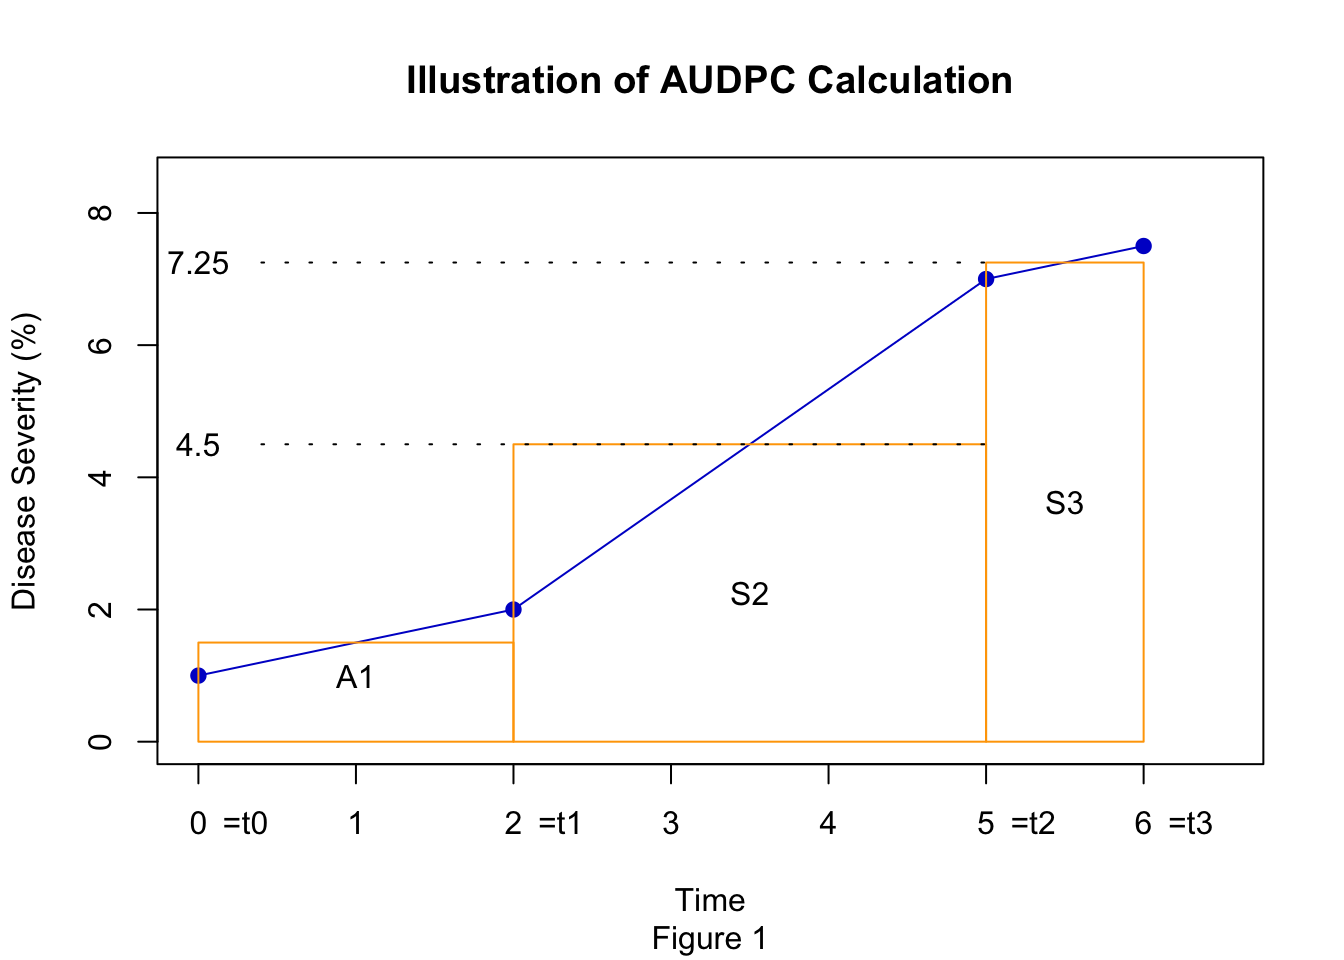 Illustration of AUDPC Calculation
Disease Severity (%)
8
7.25
6
4.5
4
S3
S2
2
A1
0
0 =t0 1 2 =t1 3 4 5 =t2 6 =t3
Time
Figure 1